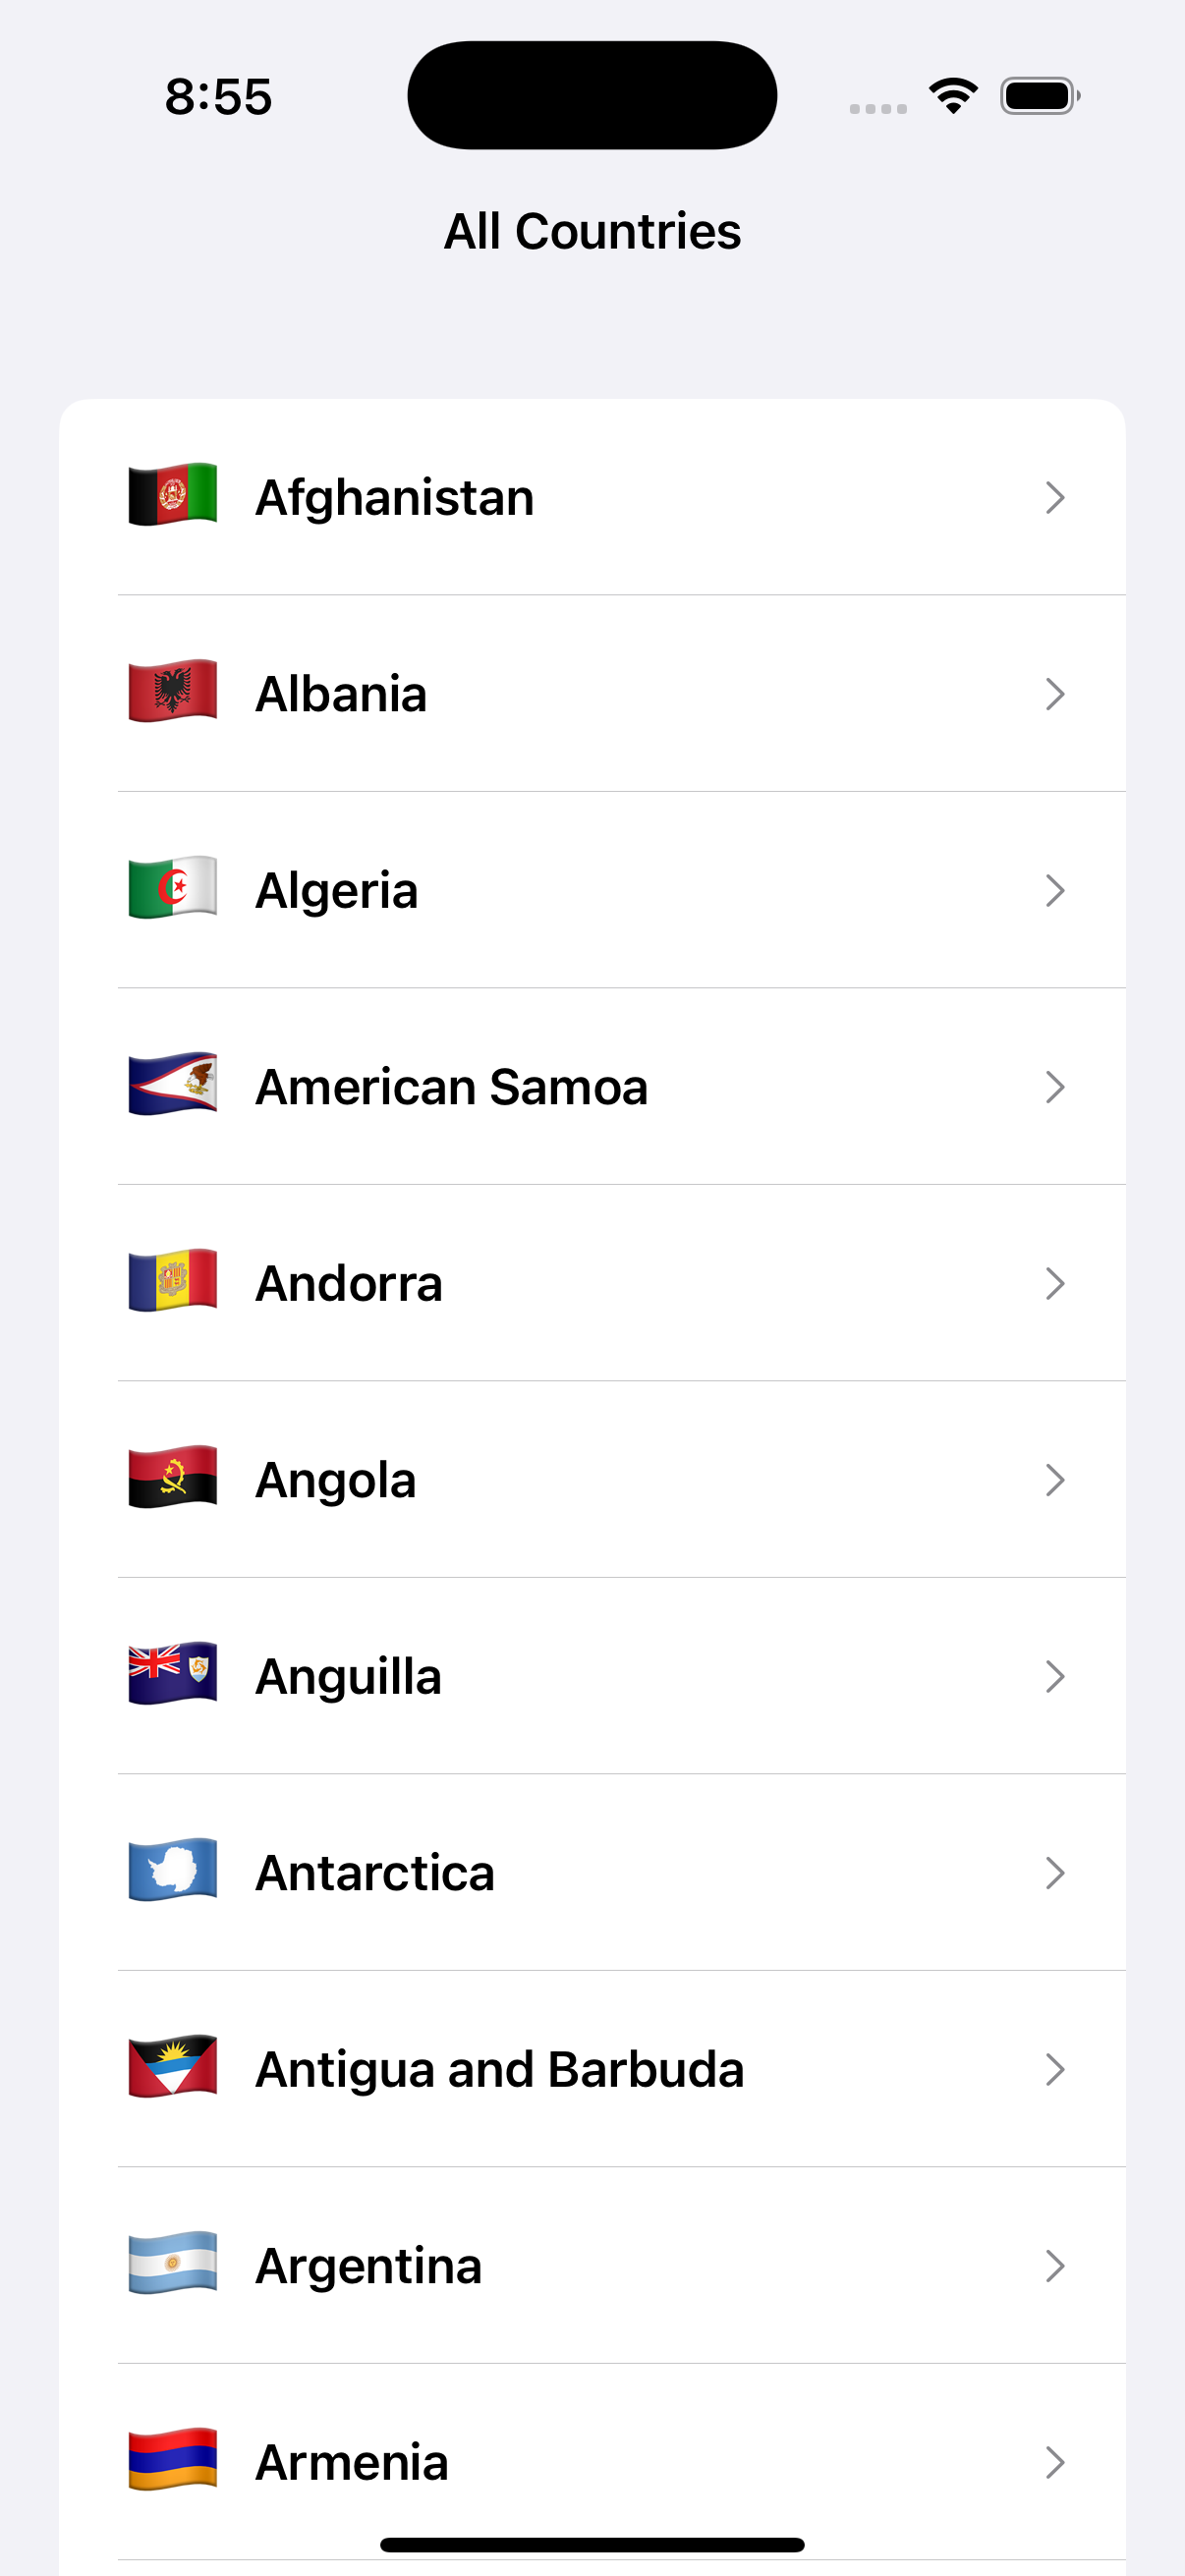 8:55
All Countries
Afghanistan
Albania
Algeria
American Samoa
Andorra
Angola
Anguilla
Antarctica
Antigua and Barbuda
Argentina
Armenia